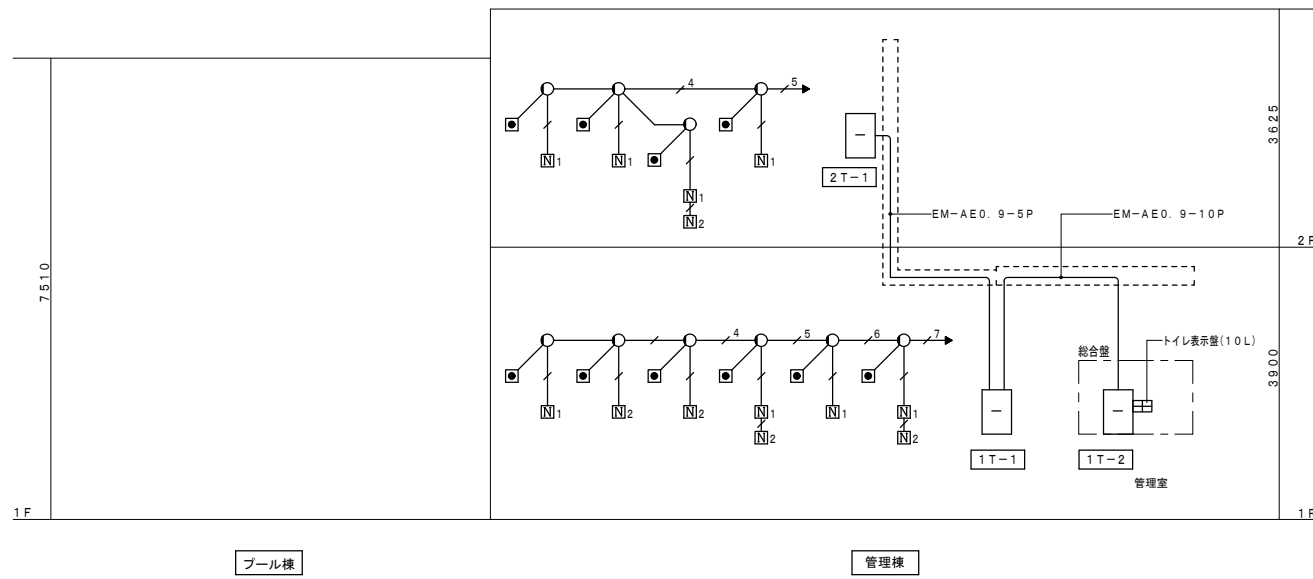 4
5
N1
N1
N1
N1
N2
2T-1
3625
EM-AE0.9-5P
EM-AE0.9-10P
2F
7510
4
5
6
7
N1
N2
N2
N1
N2
N1
N1
N2
総合盤
トイレ表示盤(10L)
3900
1T-1
1T-2
管理室
1F
1F
プール棟
管理棟